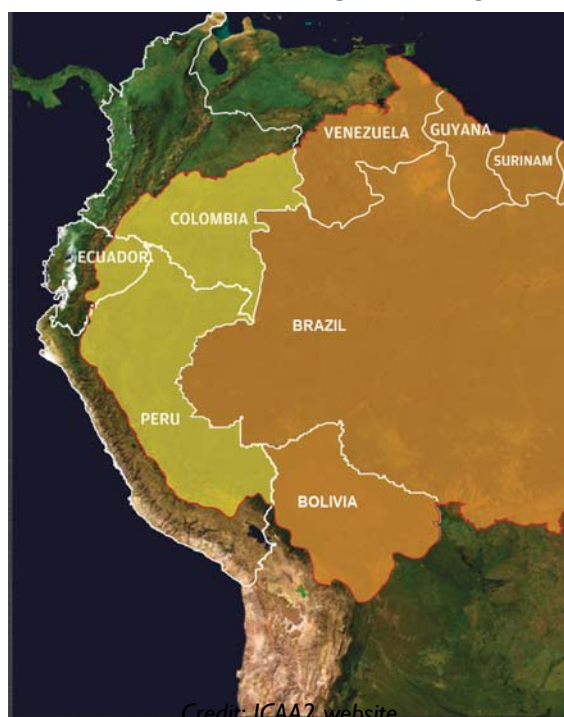 VENEZUELA
GUYANA
SURINAM
COLOMBIA
ECUADOR
BRAZIL
PERU
BOLIVIA
Credit: ICAA2 website